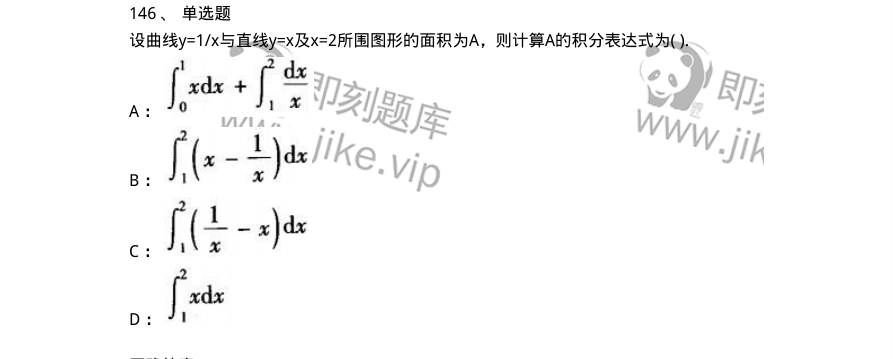 146 、 单选题
设曲线y=1/x与直线y=x及x=2所围图形的面积为A，则计算A的积分表达式为( ).
A： ∫₀¹ xdx + ∫₁² dx/x
B： ∫₁² (x − 1/x) dx
C： ∫₁² (1/x − x) dx
D： ∫₁² xdx
即刻题库
www.jike.vip
即刻
www.jik